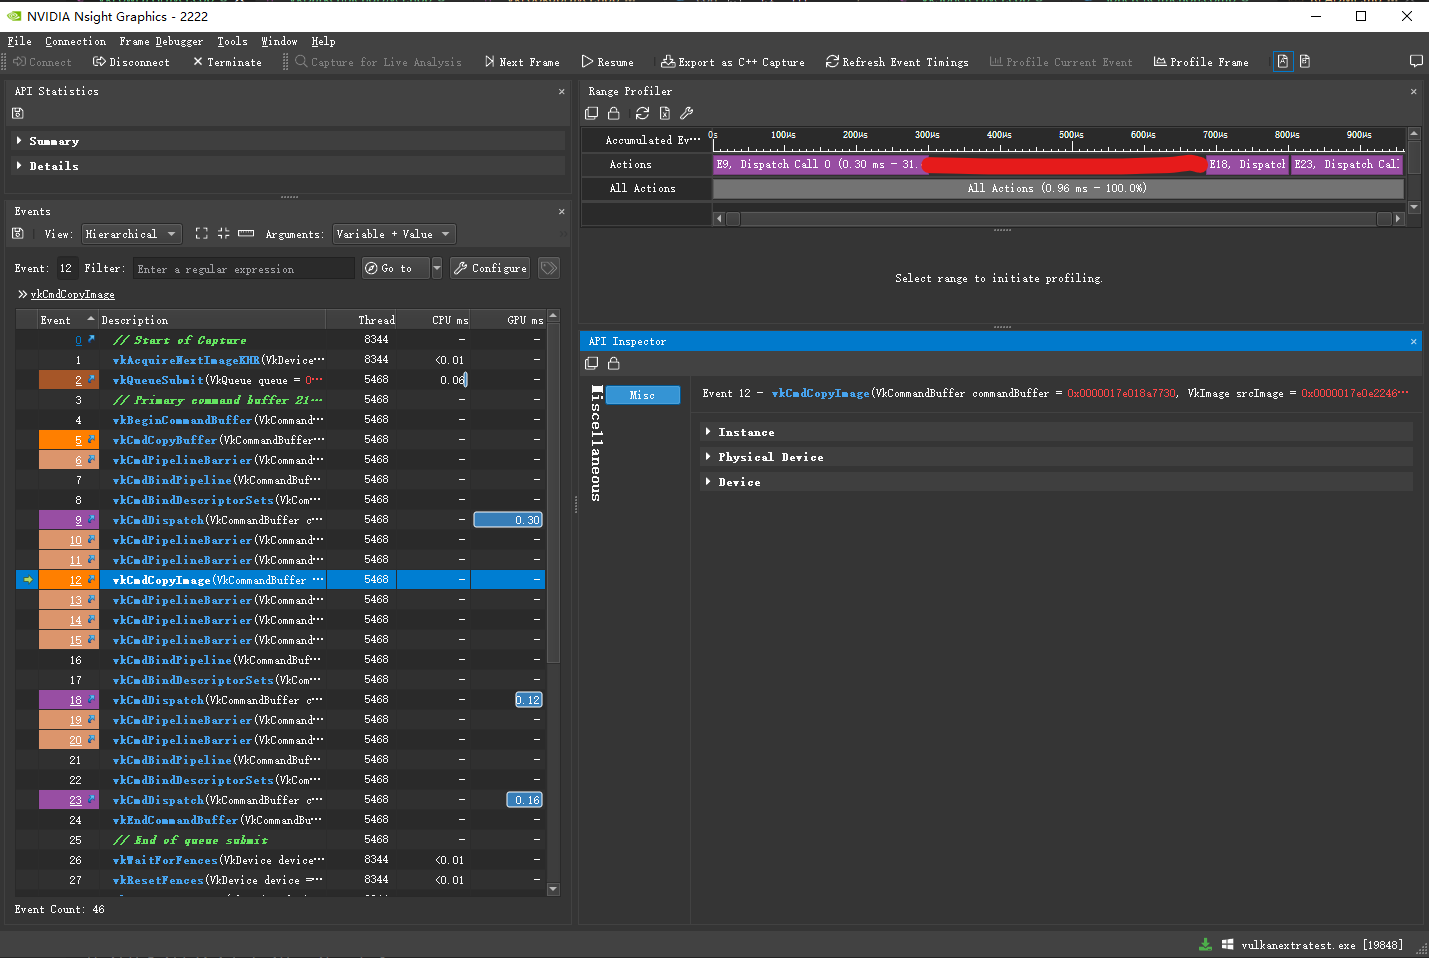 NVIDIA Nsight Graphics - 2222
File Connection Frame Debugger Tools Window Help
Connect Disconnect Terminate Capture for Live Analysis Next Frame Resume Export as C++ Capture Refresh Event Timings Profile Current Event Profile Frame
API Statistics
Summary
Details
Events
View: Hierarchical Arguments: Variable + Value
Event: 12 Filter: Enter a regular expression Go to Configure
vkCmdCopyImage
Event Description Thread CPU ms GPU ms
0 // Start of Capture 8344 — —
1 vkAcquireNextImageKHR(VkDevice··· 8344 <0.01 —
2 vkQueueSubmit(VkQueue queue = 0··· 5468 0.06 —
3 // Primary command buffer 21··· 5468 — —
4 vkBeginCommandBuffer(VkCommand··· 5468 — —
5 vkCmdCopyBuffer(VkCommandBuffer··· 5468 — —
6 vkCmdPipelineBarrier(VkCommand··· 5468 — —
7 vkCmdBindPipeline(VkCommandBuf··· 5468 — —
8 vkCmdBindDescriptorSets(VkCom··· 5468 — —
9 vkCmdDispatch(VkCommandBuffer c··· 5468 — 0.30
10 vkCmdPipelineBarrier(VkCommand··· 5468 — —
11 vkCmdPipelineBarrier(VkCommand··· 5468 — —
12 vkCmdCopyImage(VkCommandBuffer ··· 5468 — —
13 vkCmdPipelineBarrier(VkCommand··· 5468 — —
14 vkCmdPipelineBarrier(VkCommand··· 5468 — —
15 vkCmdPipelineBarrier(VkCommand··· 5468 — —
16 vkCmdBindPipeline(VkCommandBuf··· 5468 — —
17 vkCmdBindDescriptorSets(VkCom··· 5468 — —
18 vkCmdDispatch(VkCommandBuffer c··· 5468 — 0.12
19 vkCmdPipelineBarrier(VkCommand··· 5468 — —
20 vkCmdPipelineBarrier(VkCommand··· 5468 — —
21 vkCmdBindPipeline(VkCommandBuf··· 5468 — —
22 vkCmdBindDescriptorSets(VkCom··· 5468 — —
23 vkCmdDispatch(VkCommandBuffer c··· 5468 — 0.16
24 vkEndCommandBuffer(VkCommandBu··· 5468 — —
25 // End of queue submit 5468 — —
26 vkWaitForFences(VkDevice device··· 8344 <0.01 —
27 vkResetFences(VkDevice device =··· 8344 <0.01 —
Event Count: 46
Range Profiler
Accumulated Ev··· 0s 100µs 200µs 300µs 400µs 500µs 600µs 700µs 800µs 900µs
Actions E9, Dispatch Call 0 (0.30 ms — 31. E18, Dispatch E23, Dispatch Call
All Actions All Actions (0.96 ms — 100.0%)
Select range to initiate profiling.
API Inspector
Miscellaneous
Misc
Event 12 — vkCmdCopyImage(VkCommandBuffer commandBuffer = 0x0000017e018a7730, VkImage srcImage = 0x0000017e0e2246···
Instance
Physical Device
Device
vulkanextratest.exe [19848]